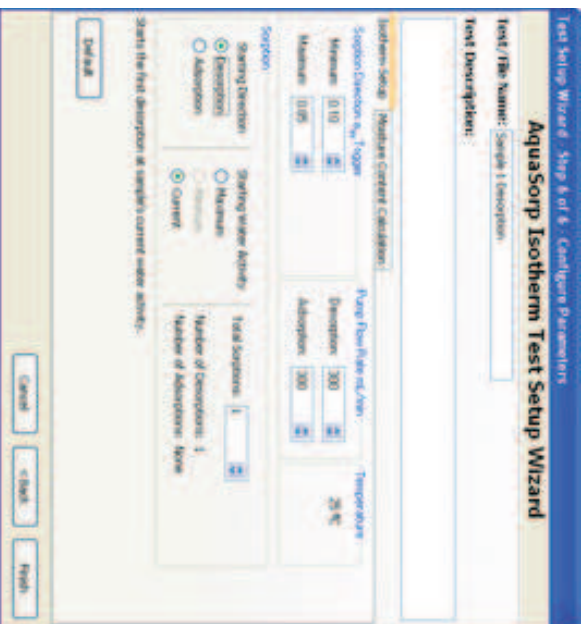 Test Setup Wizard - Step 6 of 6 - Configure Parameters
AquaSorp Isotherm Test Setup Wizard
Test/File Name: Sample 1 Desorption
Test Description:
Isotherm Setup Moisture Content Calculation
Sorption Direction aw Trigger
Minimum 0.10
Maximum 0.95
Pump Flow Rate mL/min
Desorption: 300
Adsorption: 300
Temperature
25 ºC
Sorption
Starting Direction
Desorption
Adsorption
Starting Water Activity
Maximum
Minimum
Current
Total Sorptions: 1
Number of Desorptions: 1
Number of Adsorptions: None
Starts the first desorption at sample's current water activity.
Default
Cancel
< Back
Finish